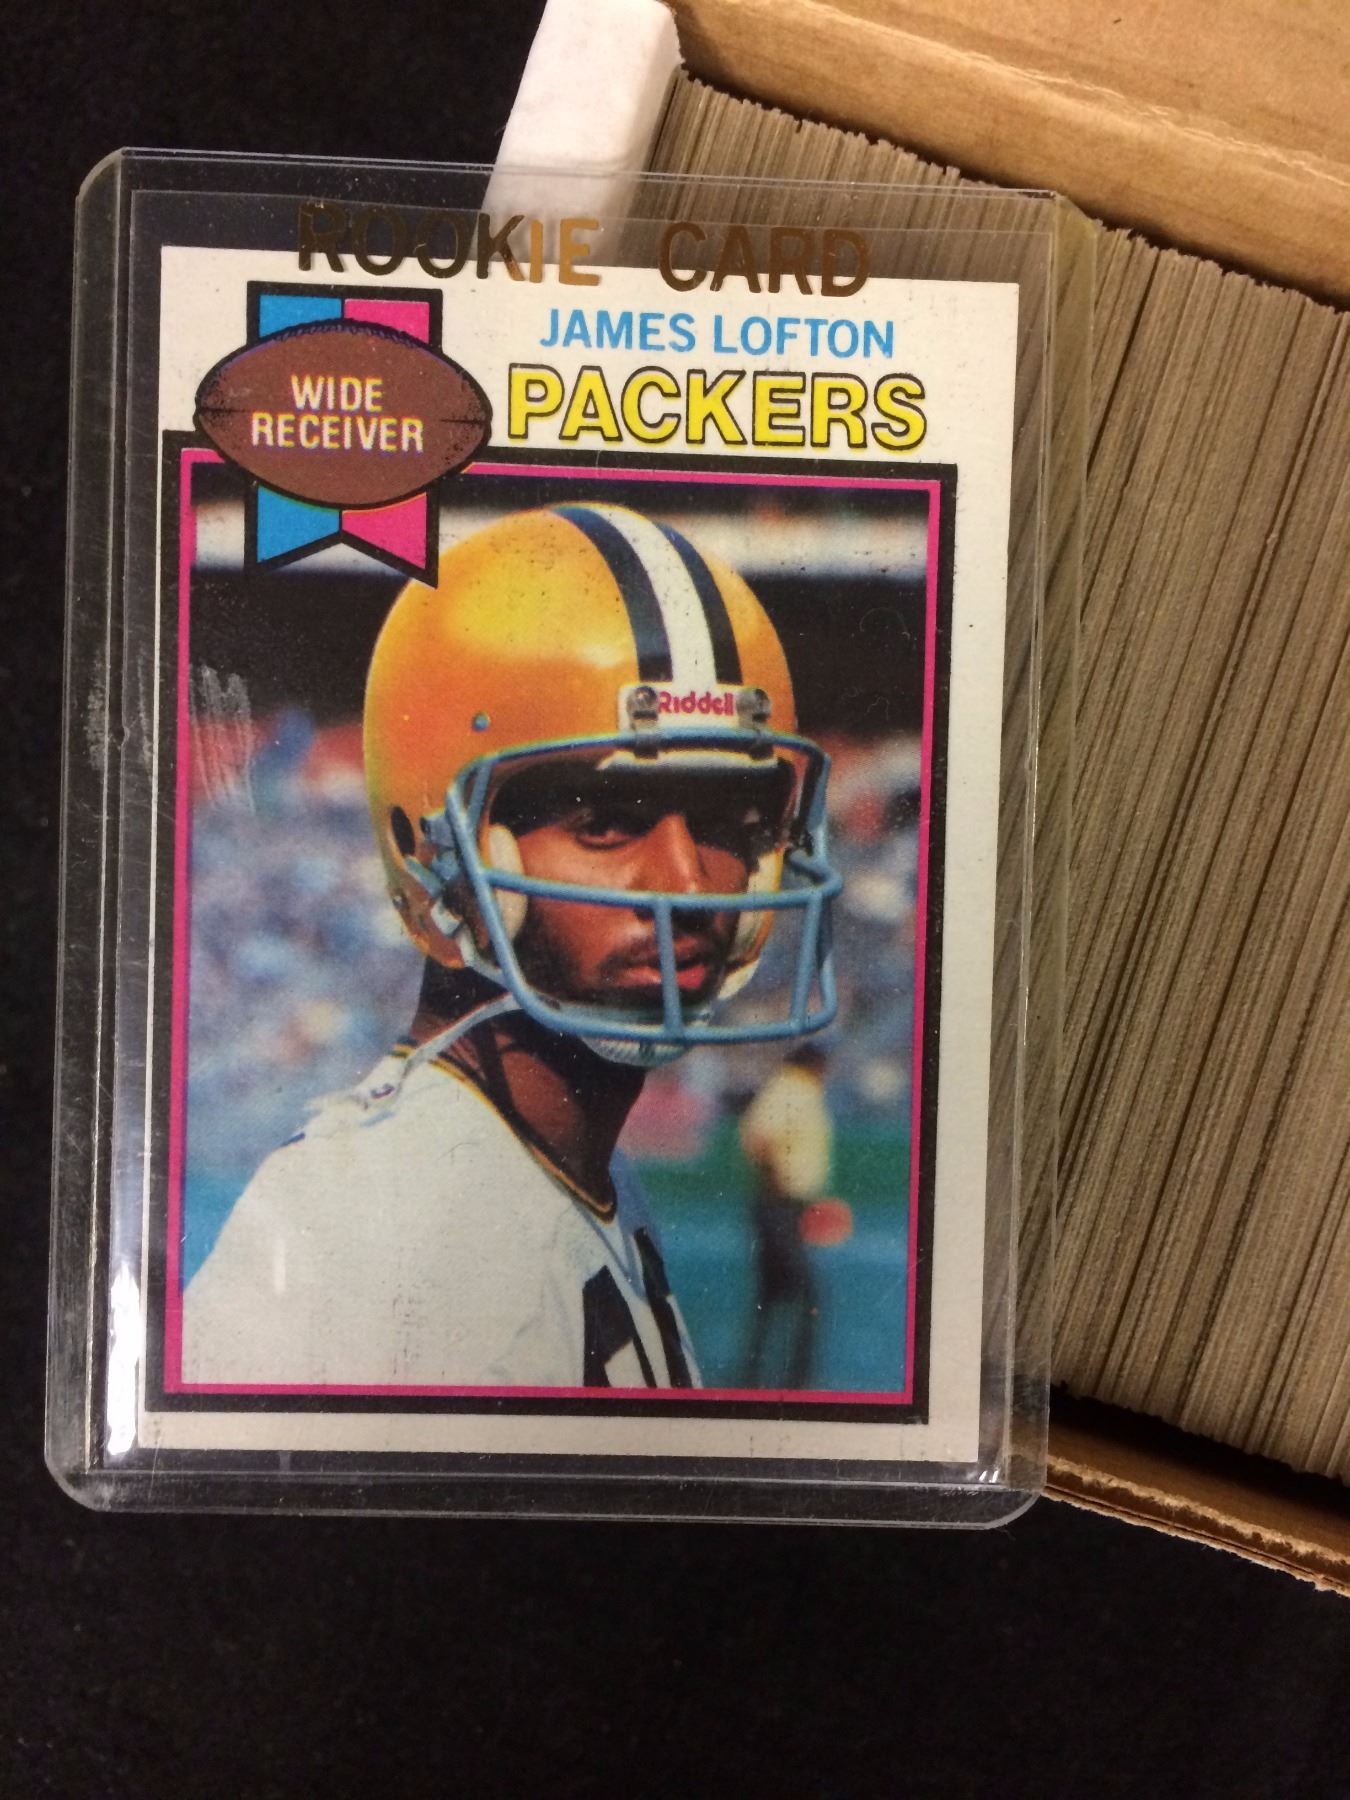 ROOKIE CARD
JAMES LOFTON
PACKERS
WIDE
RECEIVER
Riddell